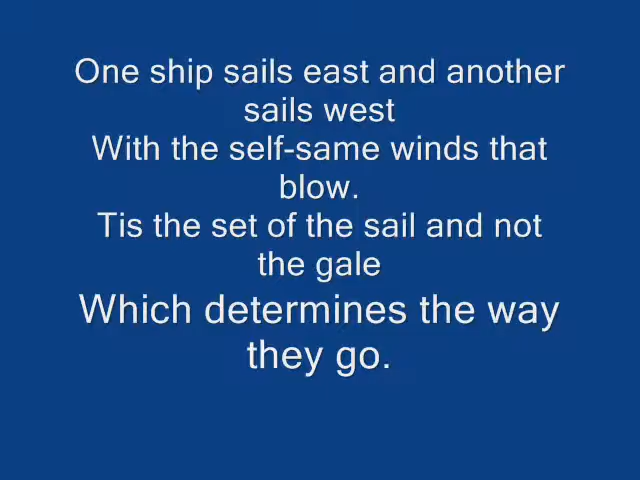 One ship sails east and another
sails west
With the self-same winds that
blow.
Tis the set of the sail and not
the gale
Which determines the way
they go.